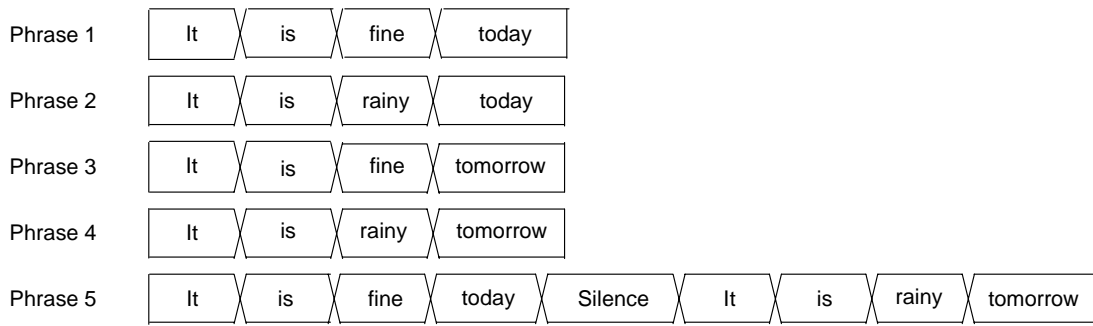 Phrase 1 It is fine today
Phrase 2 It is rainy today
Phrase 3 It is fine tomorrow
Phrase 4 It is rainy tomorrow
Phrase 5 It is fine today Silence It is rainy tomorrow